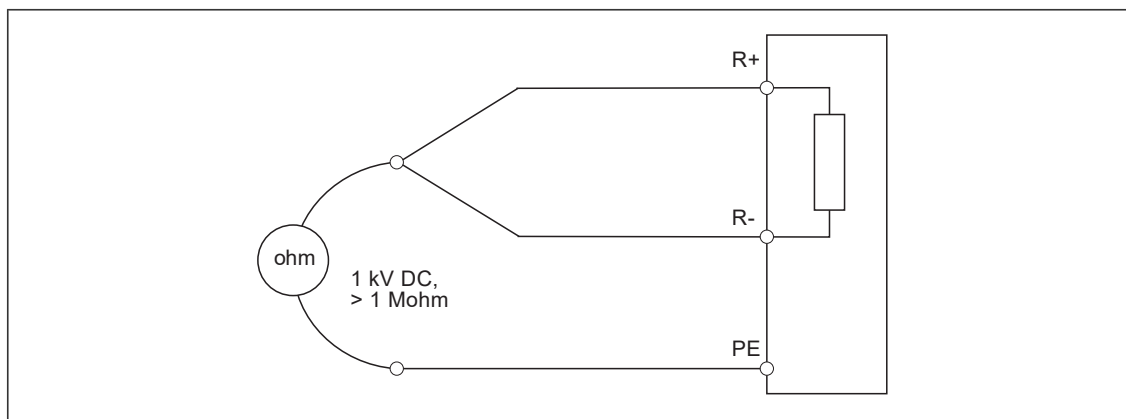 R+
R-
ohm
1 kV DC,
> 1 Mohm
PE